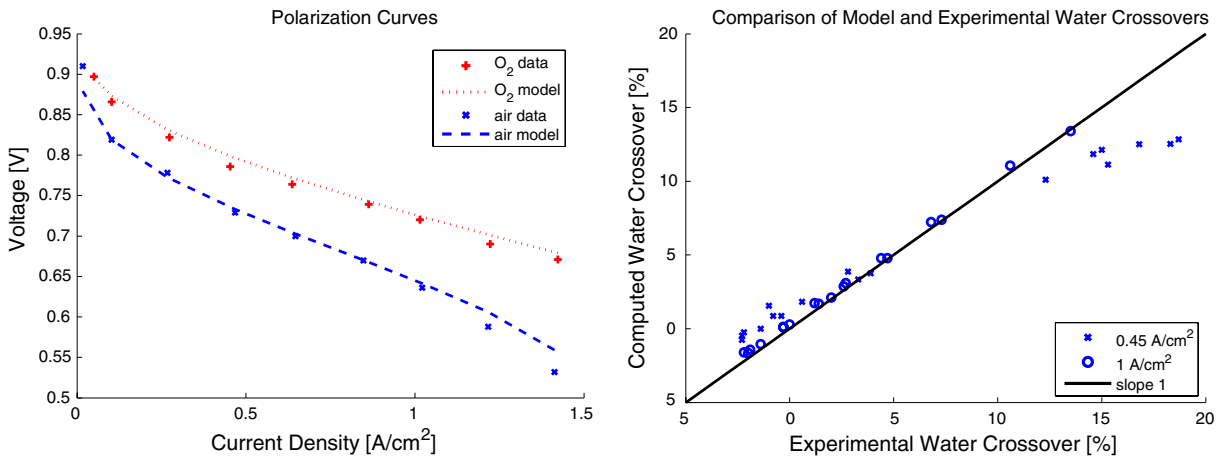 Polarization Curves
0.95
0.9
0.85
0.8
0.75
0.7
0.65
0.6
0.55
0.5
Voltage [V]
O2 data
O2 model
air data
air model
0
0.5
1
1.5
Current Density [A/cm2]
Comparison of Model and Experimental Water Crossovers
20
15
10
5
0
5
Computed Water Crossover [%]
0.45 A/cm2
1 A/cm2
slope 1
5
0
5
10
15
20
Experimental Water Crossover [%]